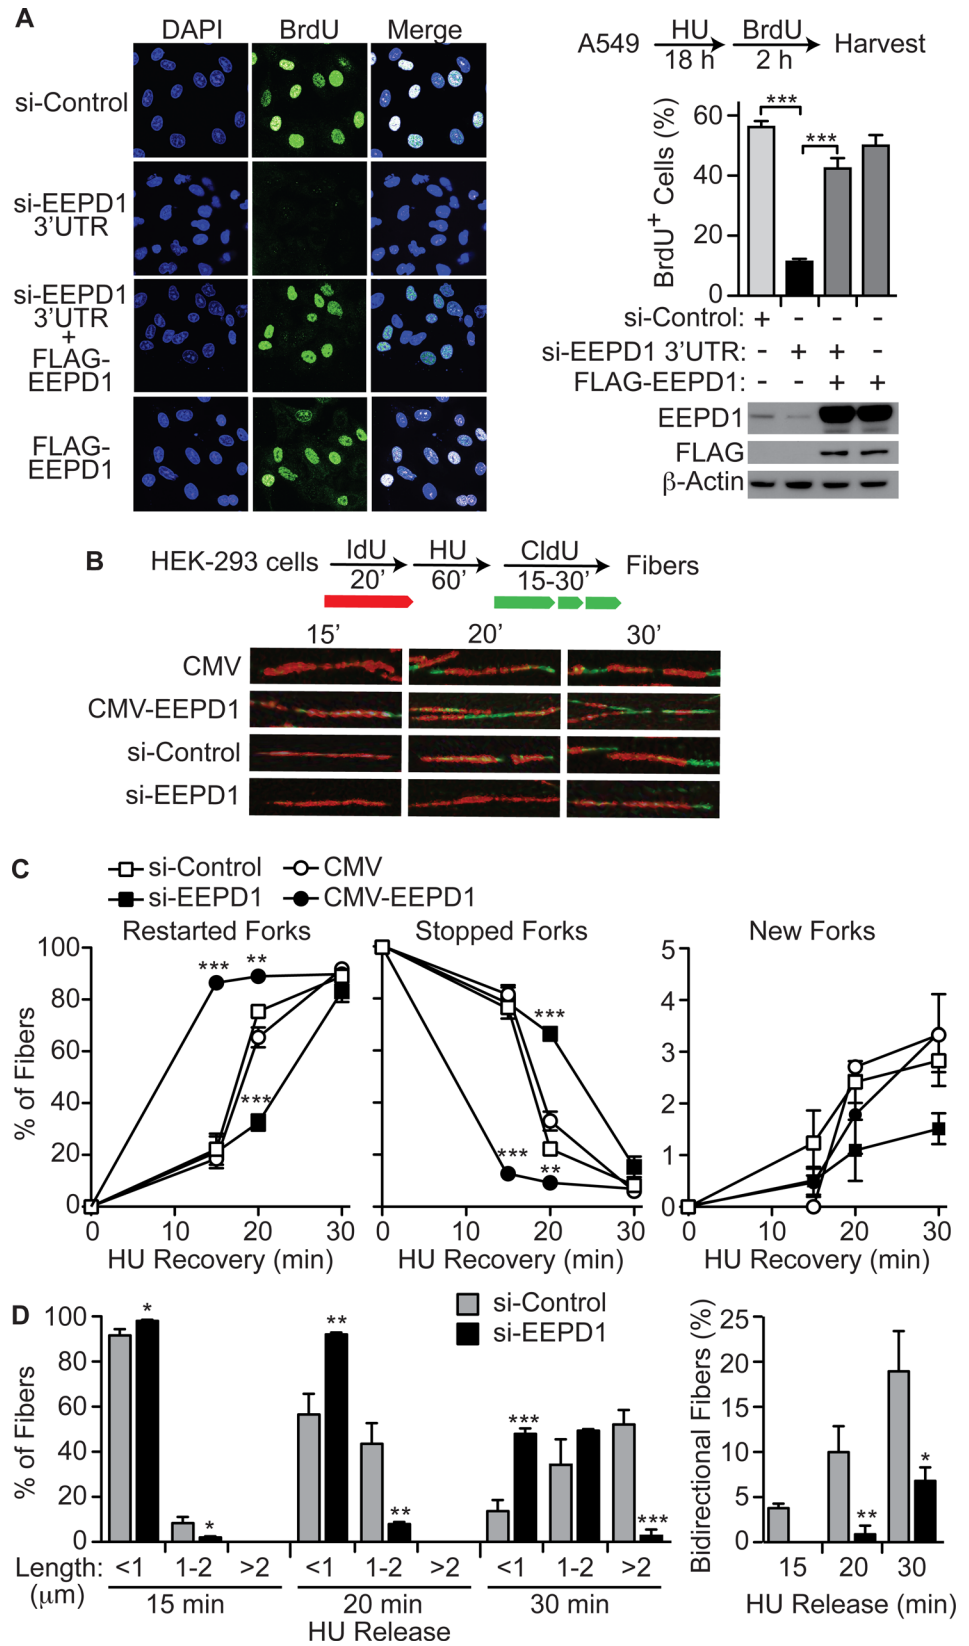 A
DAPI BrdU Merge
si-Control
si-EEPD1
3'UTR
si-EEPD1
3'UTR
+
FLAG-
EEPD1
FLAG-
EEPD1
A549 HU BrdU Harvest
18 h 2 h
BrdU+ Cells (%)
60
40
20
0
***
***
si-Control: + - - -
si-EEPD1 3'UTR: - + + -
FLAG-EEPD1: - - + +
EEPD1
FLAG
β-Actin
B
HEK-293 cells IdU HU CldU Fibers
20' 60' 15-30'
15' 20' 30'
CMV
CMV-EEPD1
si-Control
si-EEPD1
C
si-Control CMV
si-EEPD1 CMV-EEPD1
Restarted Forks Stopped Forks New Forks
% of Fibers
100
80
60
40
20
0
*** **
***
0 10 20 30
HU Recovery (min)
***
*** **
0 10 20 30
HU Recovery (min)
5
4
3
2
1
0
0 10 20 30
HU Recovery (min)
D
si-Control
si-EEPD1
% of Fibers
100
80
60
40
20
0
* * ** ** *** ***
Length: <1 1-2 >2 <1 1-2 >2 <1 1-2 >2
(μm) 15 min 20 min 30 min
HU Release
Bidirectional Fibers (%)
25
20
15
10
5
0
** *
15 20 30
HU Release (min)